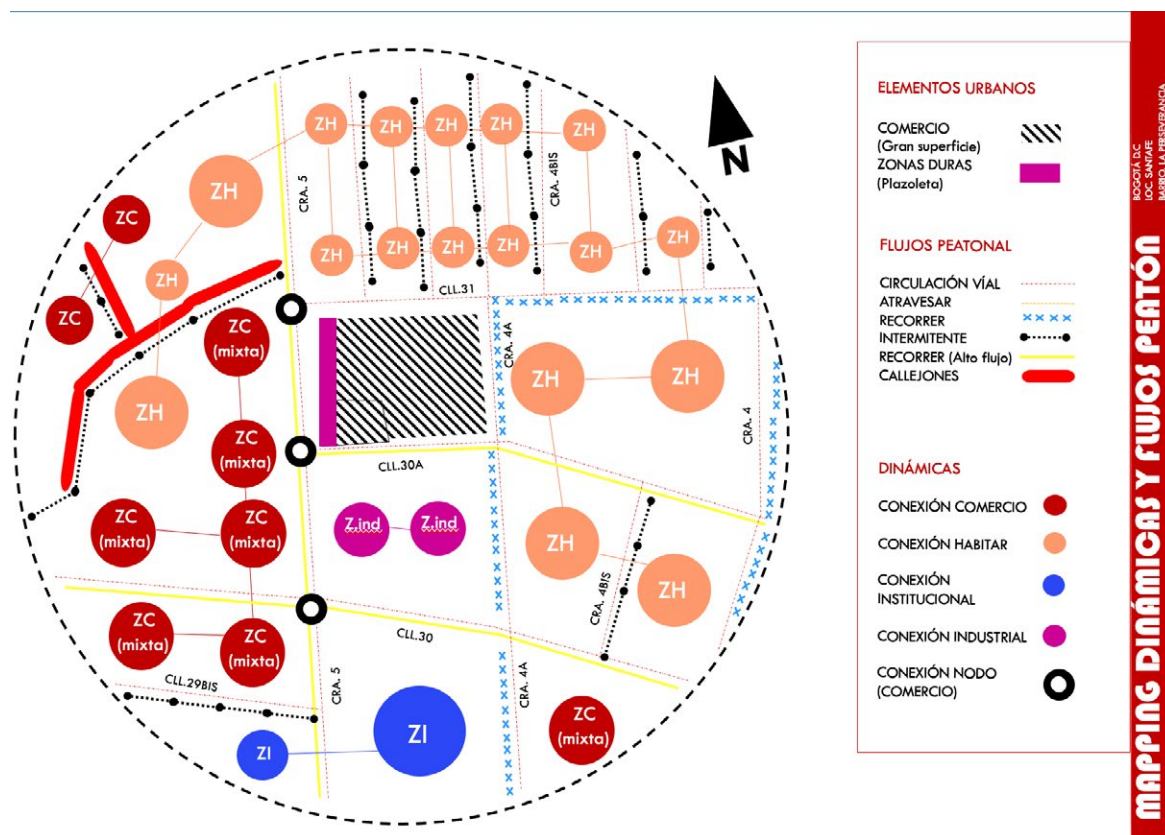 ZH
ZH
ZH
ZH
ZH
ZH
ZC
ZH
ZH
ZH
ZH
ZH
ZH
ZH
ZC
ZC
(mixta)
ZH
ZC
(mixta)
ZC
(mixta)
ZC
(mixta)
ZC
(mixta)
ZC
(mixta)
Z.ind
Z.ind
ZH
ZH
ZH
ZH
ZI
ZI
ZC
(mixta)
CRA. 5
CRA. 4BIS
CLL.31
CRA. 4A
CRA. 4
CLL.30A
CRA. 4BIS
CLL.30
CLL.29BIS
CRA. 5
CRA. 4A
N
ELEMENTOS URBANOS
COMERCIO
(Gran superficie)
ZONAS DURAS
(Plazoleta)
FLUJOS PEATONAL
CIRCULACIÓN VÍAL
ATRAVESAR
RECORRER
INTERMITENTE
RECORRER (Alto flujo)
CALLEJONES
DINÁMICAS
CONEXIÓN COMERCIO
CONEXIÓN HABITAR
CONEXIÓN
INSTITUCIONAL
CONEXIÓN INDUSTRIAL
CONEXIÓN NODO
(COMERCIO)
BOGOTÁ D.C
LOC. SANTAFE
BARRIO. LA PERSEVERANCIA
MAPPING DINÁMICAS Y FLUJOS PEATÓN